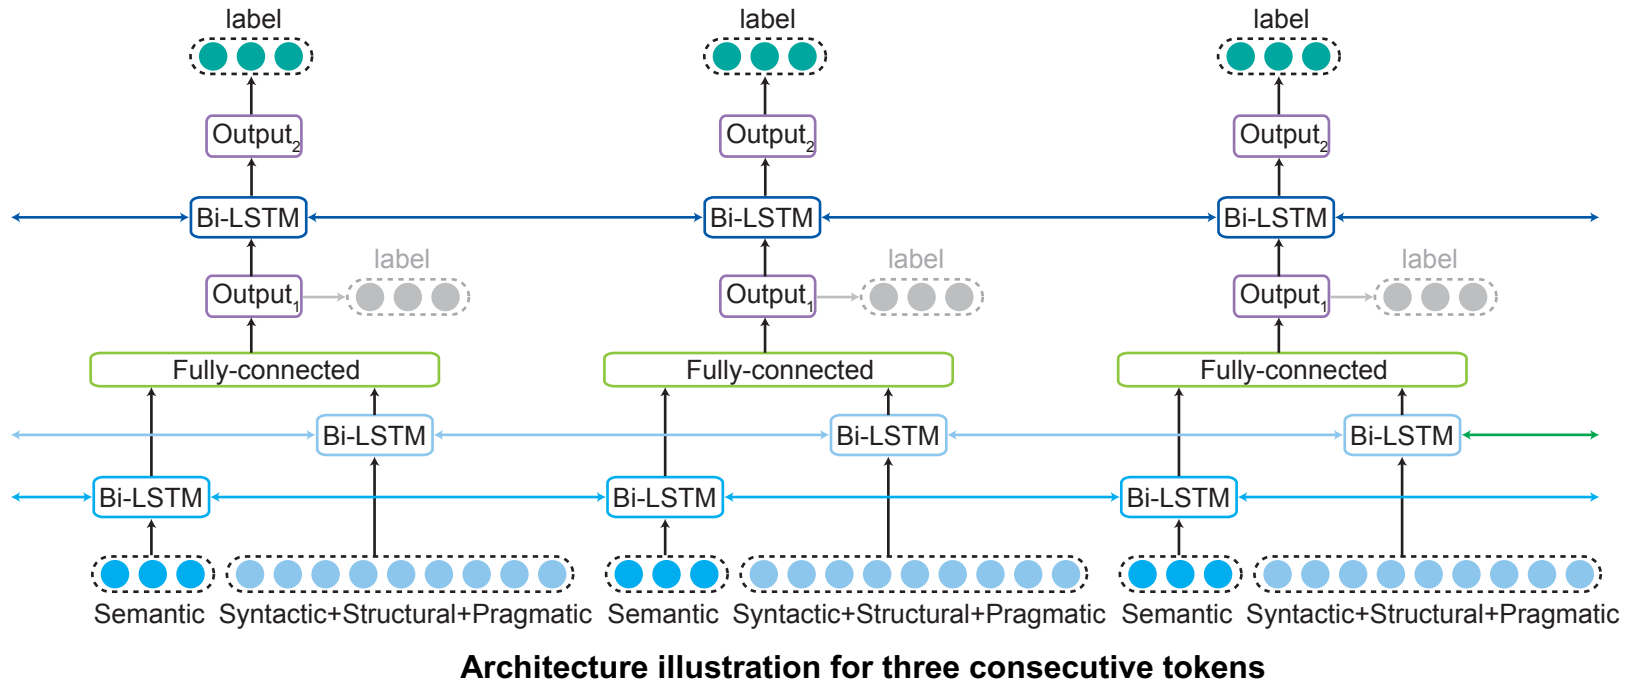 label label label
Output2 Output2 Output2
Bi-LSTM Bi-LSTM Bi-LSTM
label label label
Output1 Output1 Output1
Fully-connected Fully-connected Fully-connected
Bi-LSTM Bi-LSTM Bi-LSTM
Bi-LSTM Bi-LSTM Bi-LSTM
Semantic Syntactic+Structural+Pragmatic Semantic Syntactic+Structural+Pragmatic Semantic Syntactic+Structural+Pragmatic
Architecture illustration for three consecutive tokens